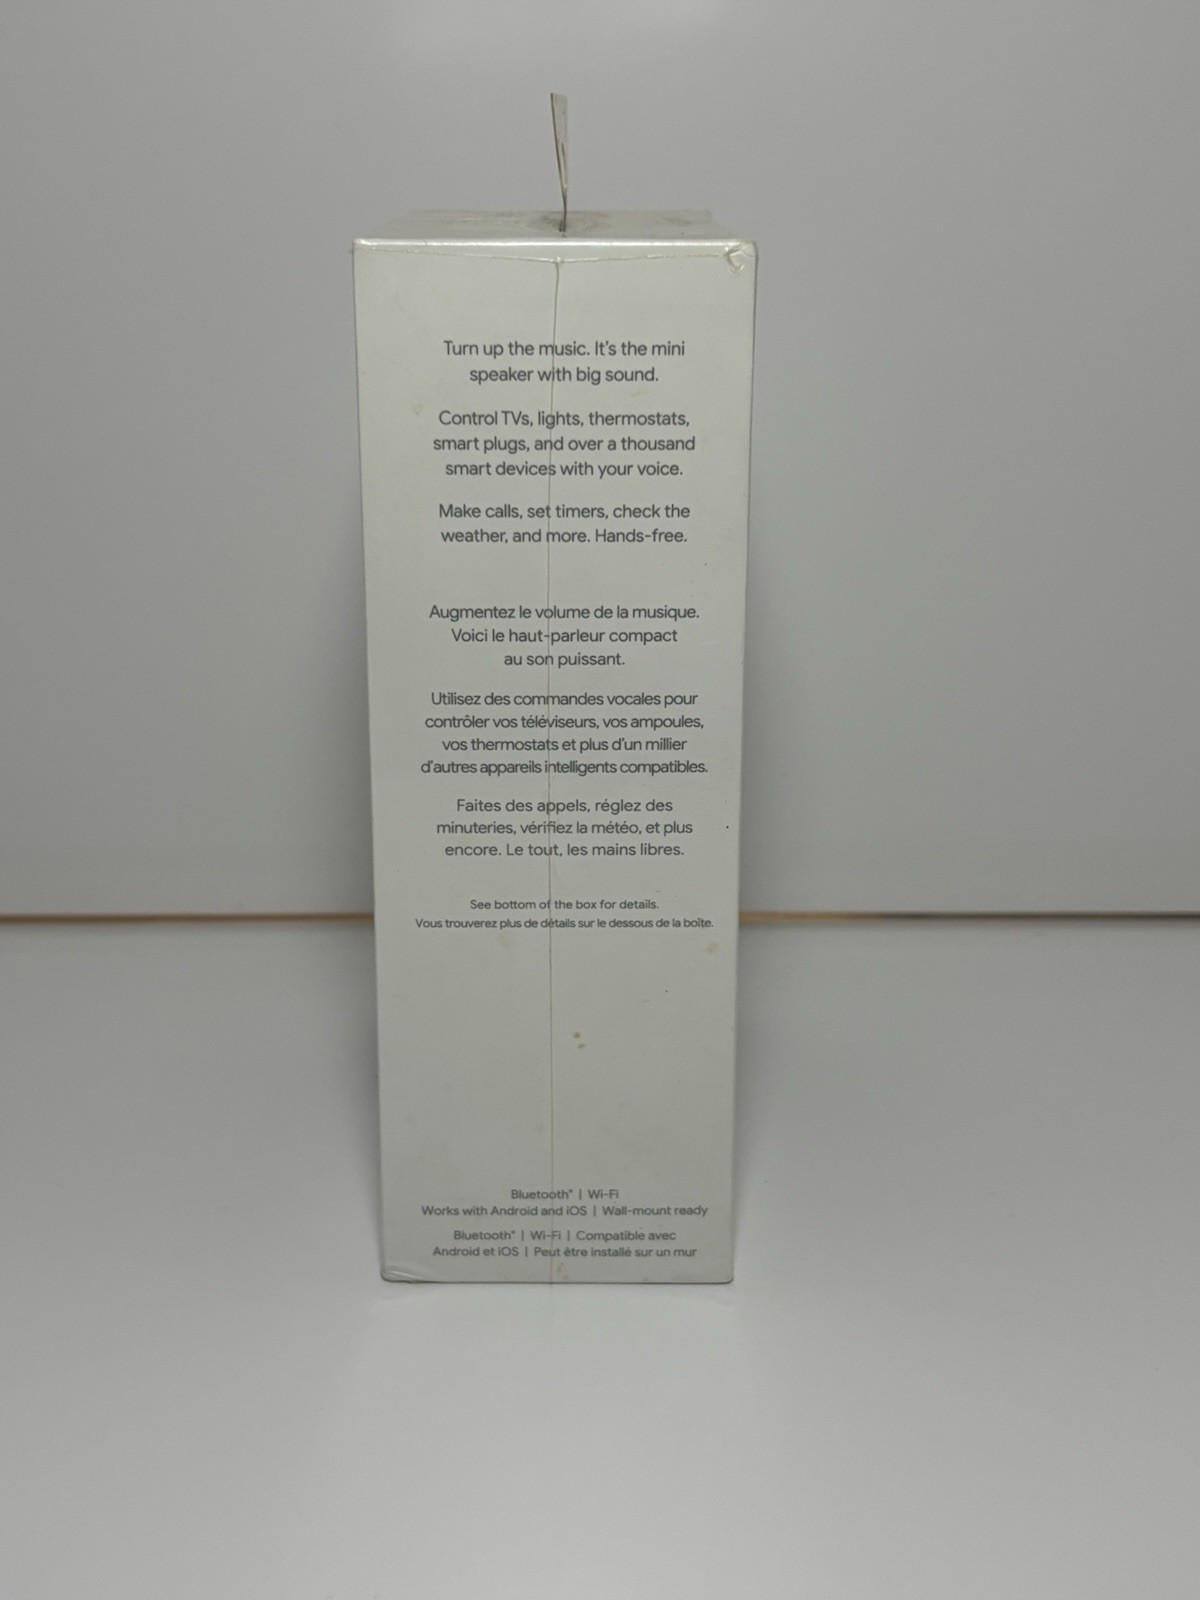 Turn up the music. It's the mini
speaker with big sound.
Control TVs, lights, thermostats,
smart plugs, and over a thousand
smart devices with your voice.
Make calls, set timers, check the
weather, and more. Hands-free.
Augmentez le volume de la musique.
Voici le haut-parleur compact
au son puissant.
Utilisez des commandes vocales pour
contrôler vos téléviseurs, vos ampoules,
vos thermostats et plus d'un millier
d'autres appareils intelligents compatibles.
Faites des appels, réglez des
minuteries, vérifiez la météo, et plus
encore. Le tout, les mains libres.
See bottom of the box for details.
Vous trouverez plus de détails sur le dessous de la boîte.
Bluetooth® | Wi-Fi
Works with Android and iOS | Wall-mount ready
Bluetooth® | Wi-Fi | Compatible avec
Android et iOS | Peut être installé sur un mur